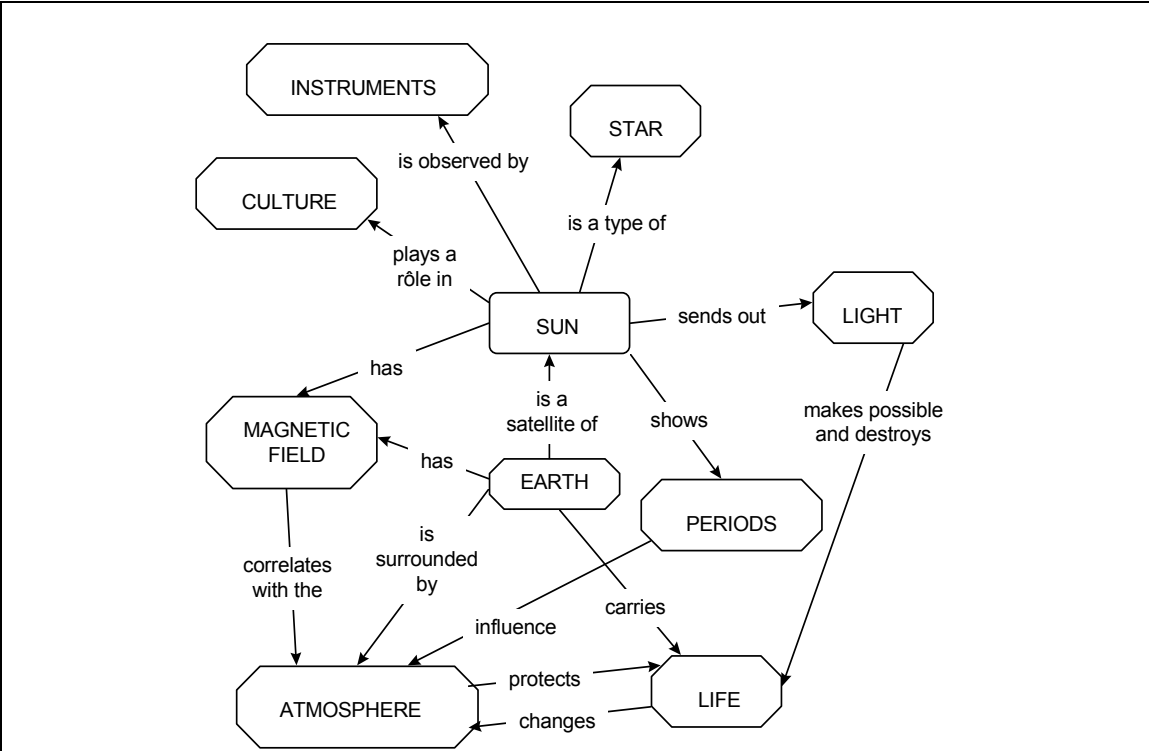 INSTRUMENTS
STAR
is observed by
CULTURE
is a type of
plays a
rôle in
SUN
sends out
LIGHT
has
is a
satellite of
shows
makes possible
and destroys
MAGNETIC
FIELD
has
EARTH
PERIODS
is
surrounded
by
correlates
with the
carries
influence
protects
ATMOSPHERE
LIFE
changes